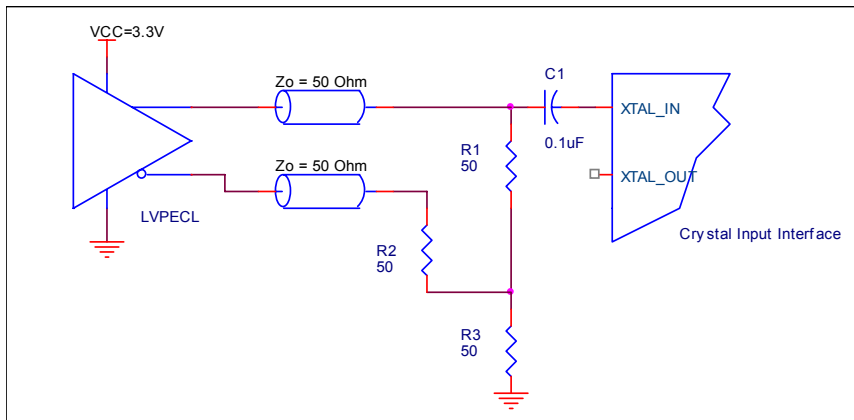 VCC=3.3V
Zo = 50 Ohm
C1
0.1uF
XTAL_IN
R1
50
Zo = 50 Ohm
XTAL_OUT
LVPECL
Crystal Input Interface
R2
50
R3
50